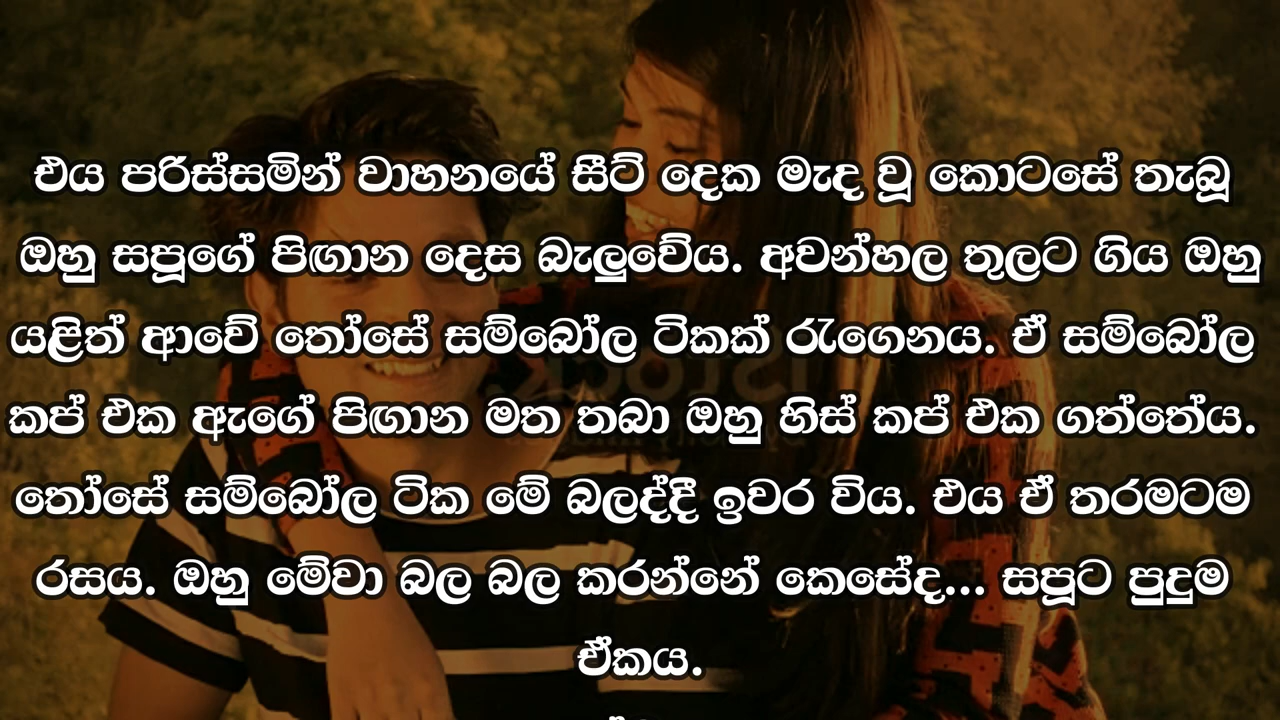 එය පරිස්සමින් වාහනයේ සීට් දෙක මැද වූ කොටසේ තැබූ
ඔහු සපූගේ පිඟාන දෙස බැලුවේය. අවන්හල තුලට ගිය ඔහු
යළිත් ආවේ තෝසේ සම්බෝල ටිකක් රැගෙනය. ඒ සම්බෝල
කප් එක ඇගේ පිඟාන මත තබා ඔහු හිස් කප් එක ගත්තේය.
තෝසේ සම්බෝල ටික මේ බලද්දී ඉවර විය. එය ඒ තරමටම
රසය. ඔහු මේවා බල බල කරන්නේ කෙසේද... සපූට පුදුම
ඒකය.